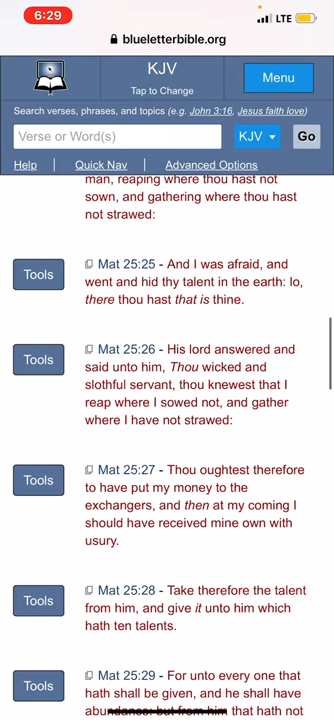 6:29
LTE
blueletterbible.org
KJV
Tap to Change
Menu
Search verses, phrases, and topics (e.g. John 3:16, Jesus faith love)
Verse or Word(s)
KJV
Go
Help | Quick Nav | Advanced Options
man, reaping where thou hast not
sown, and gathering where thou hast
not strawed:
Tools
Mat 25:25 - And I was afraid, and
went and hid thy talent in the earth: lo,
there thou hast that is thine.
Tools
Mat 25:26 - His lord answered and
said unto him, Thou wicked and
slothful servant, thou knewest that I
reap where I sowed not, and gather
where I have not strawed:
Tools
Mat 25:27 - Thou oughtest therefore
to have put my money to the
exchangers, and then at my coming I
should have received mine own with
usury.
Tools
Mat 25:28 - Take therefore the talent
from him, and give it unto him which
hath ten talents.
Tools
Mat 25:29 - For unto every one that
hath shall be given, and he shall have
abundance: but from him that hath not